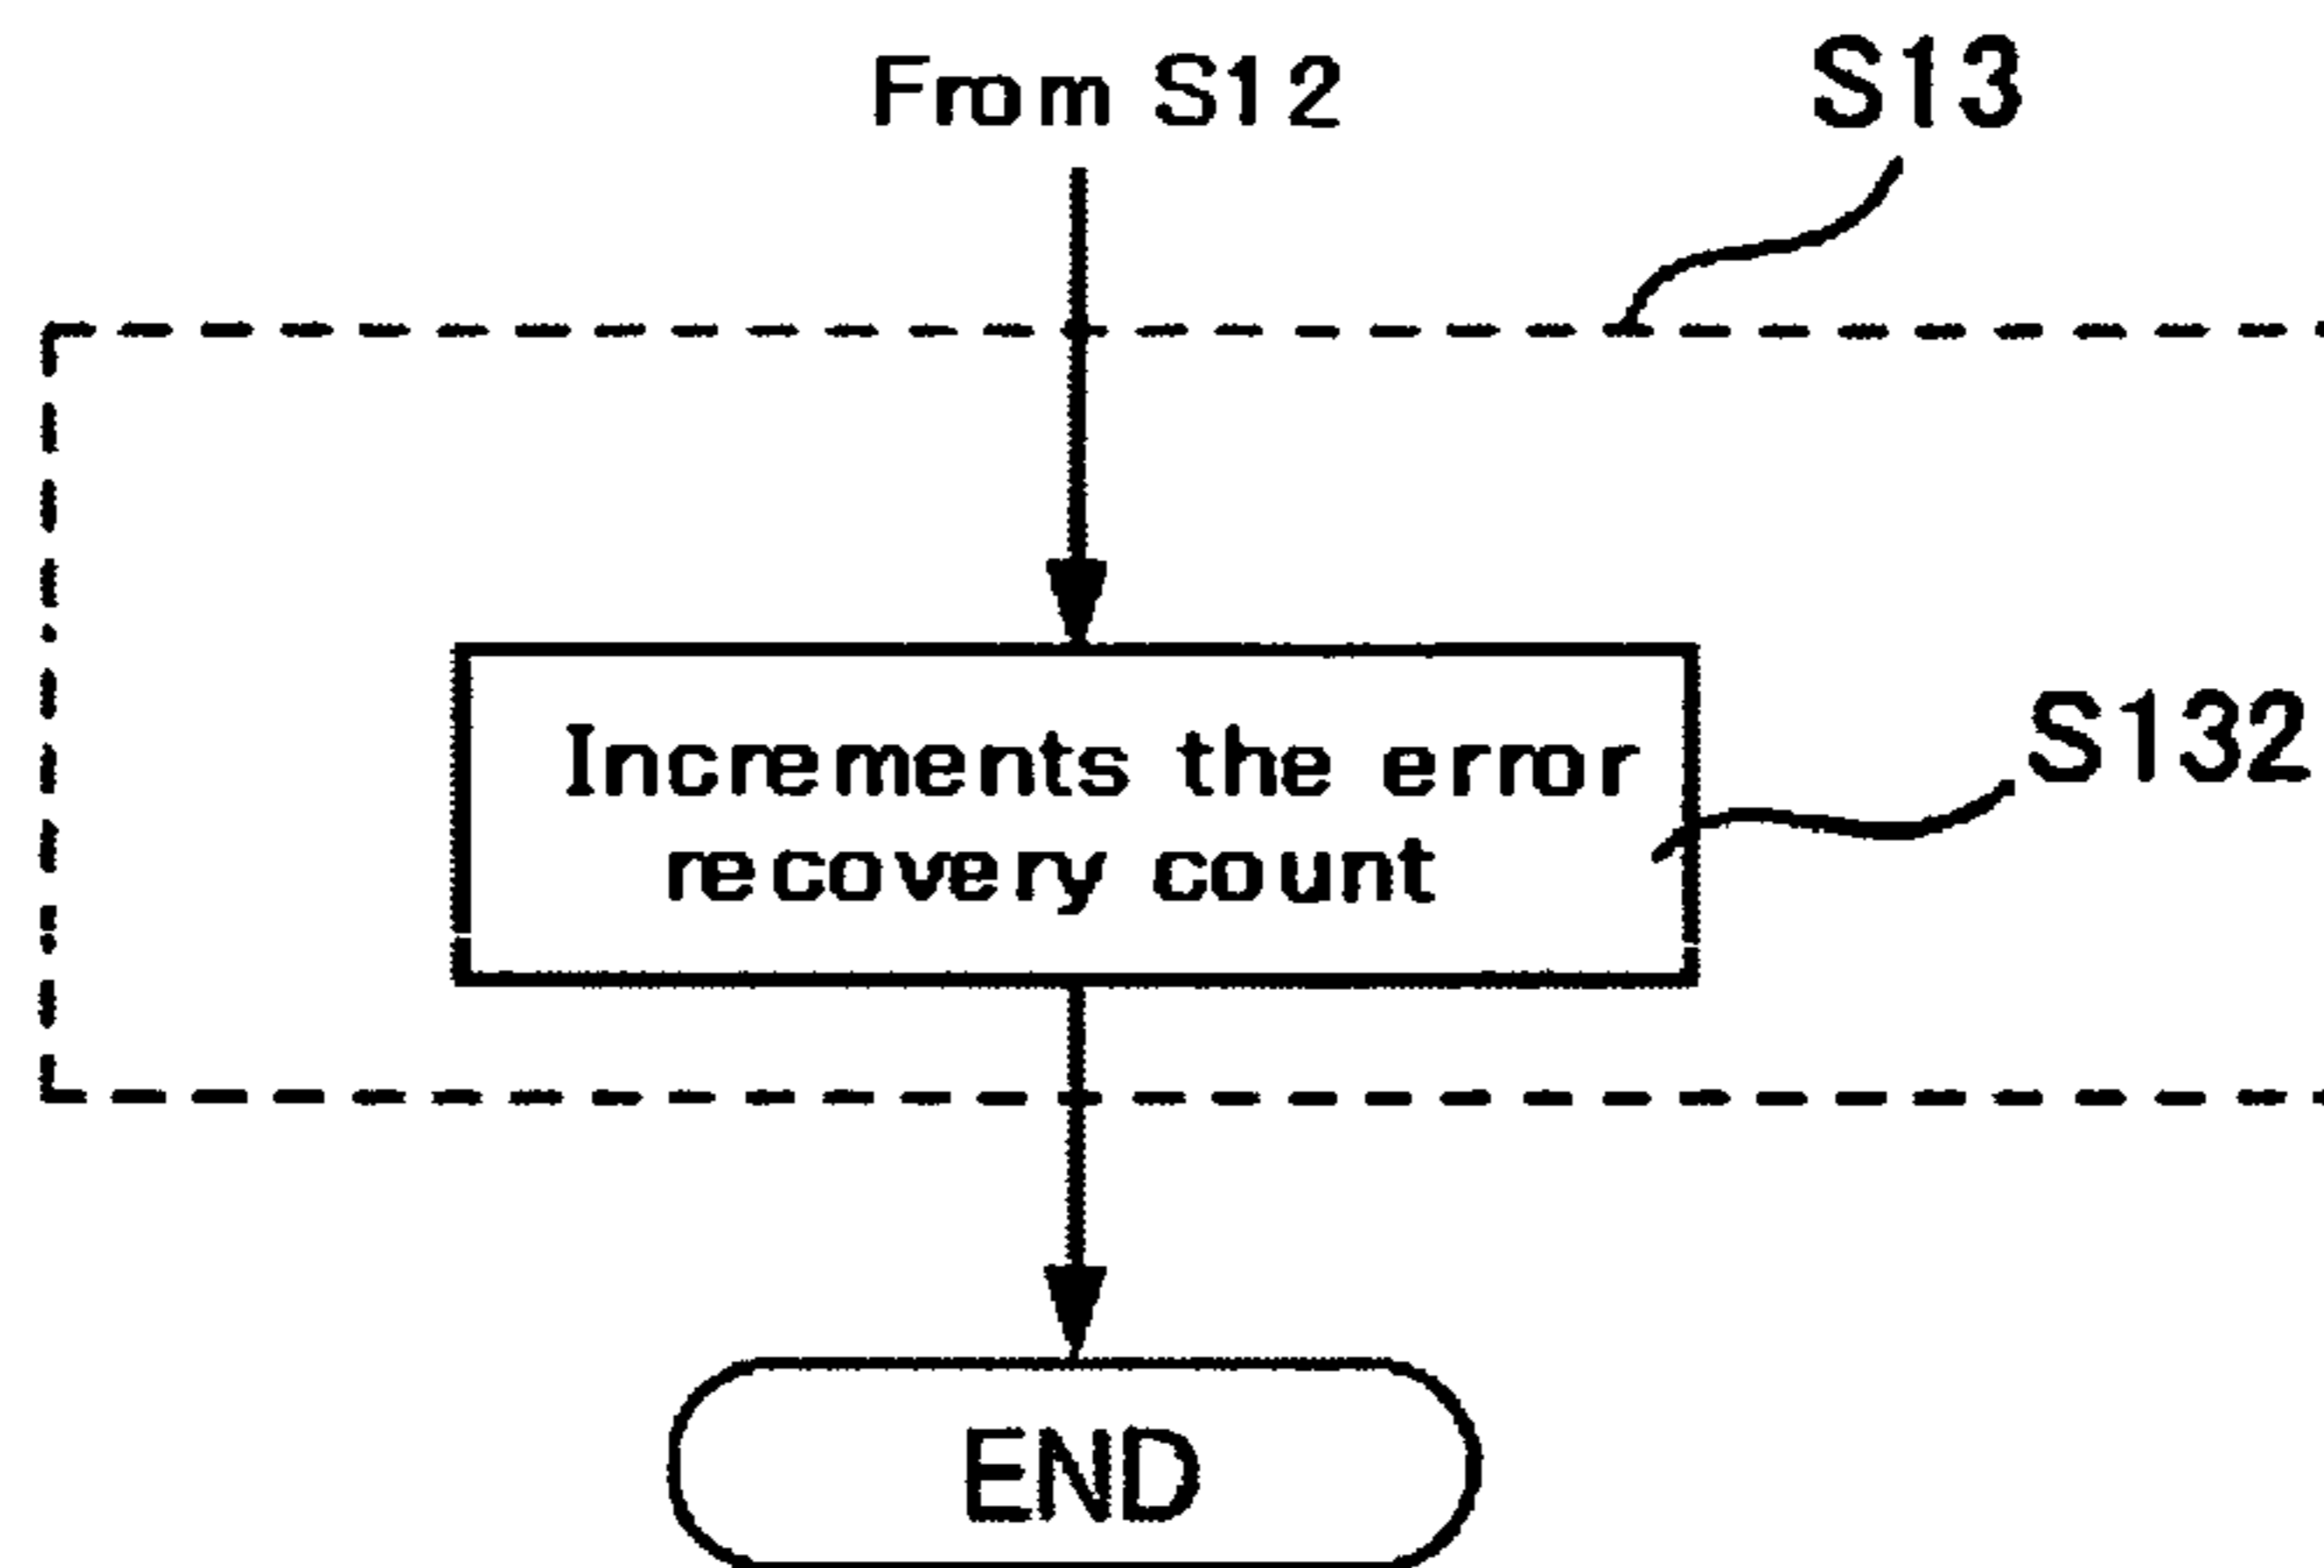 From S12
S13
Increments the error
recovery count
S132
END